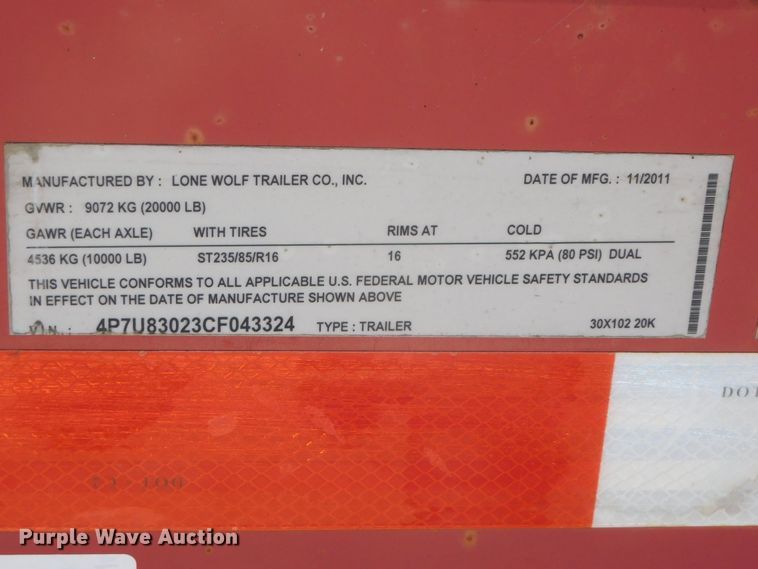 MANUFACTURED BY : LONE WOLF TRAILER CO., INC. DATE OF MFG. : 11/2011
GVWR : 9072 KG (20000 LB)
GAWR (EACH AXLE) WITH TIRES RIMS AT COLD
4536 KG (10000 LB) ST235/85/R16 16 552 KPA (80 PSI) DUAL
THIS VEHICLE CONFORMS TO ALL APPLICABLE U.S. FEDERAL MOTOR VEHICLE SAFETY STANDARDS
IN EFFECT ON THE DATE OF MANUFACTURE SHOWN ABOVE
V.I.N. : 4P7U83023CF043324 TYPE : TRAILER 30X102 20K
DOT
DOT-C2
Purple Wave Auction